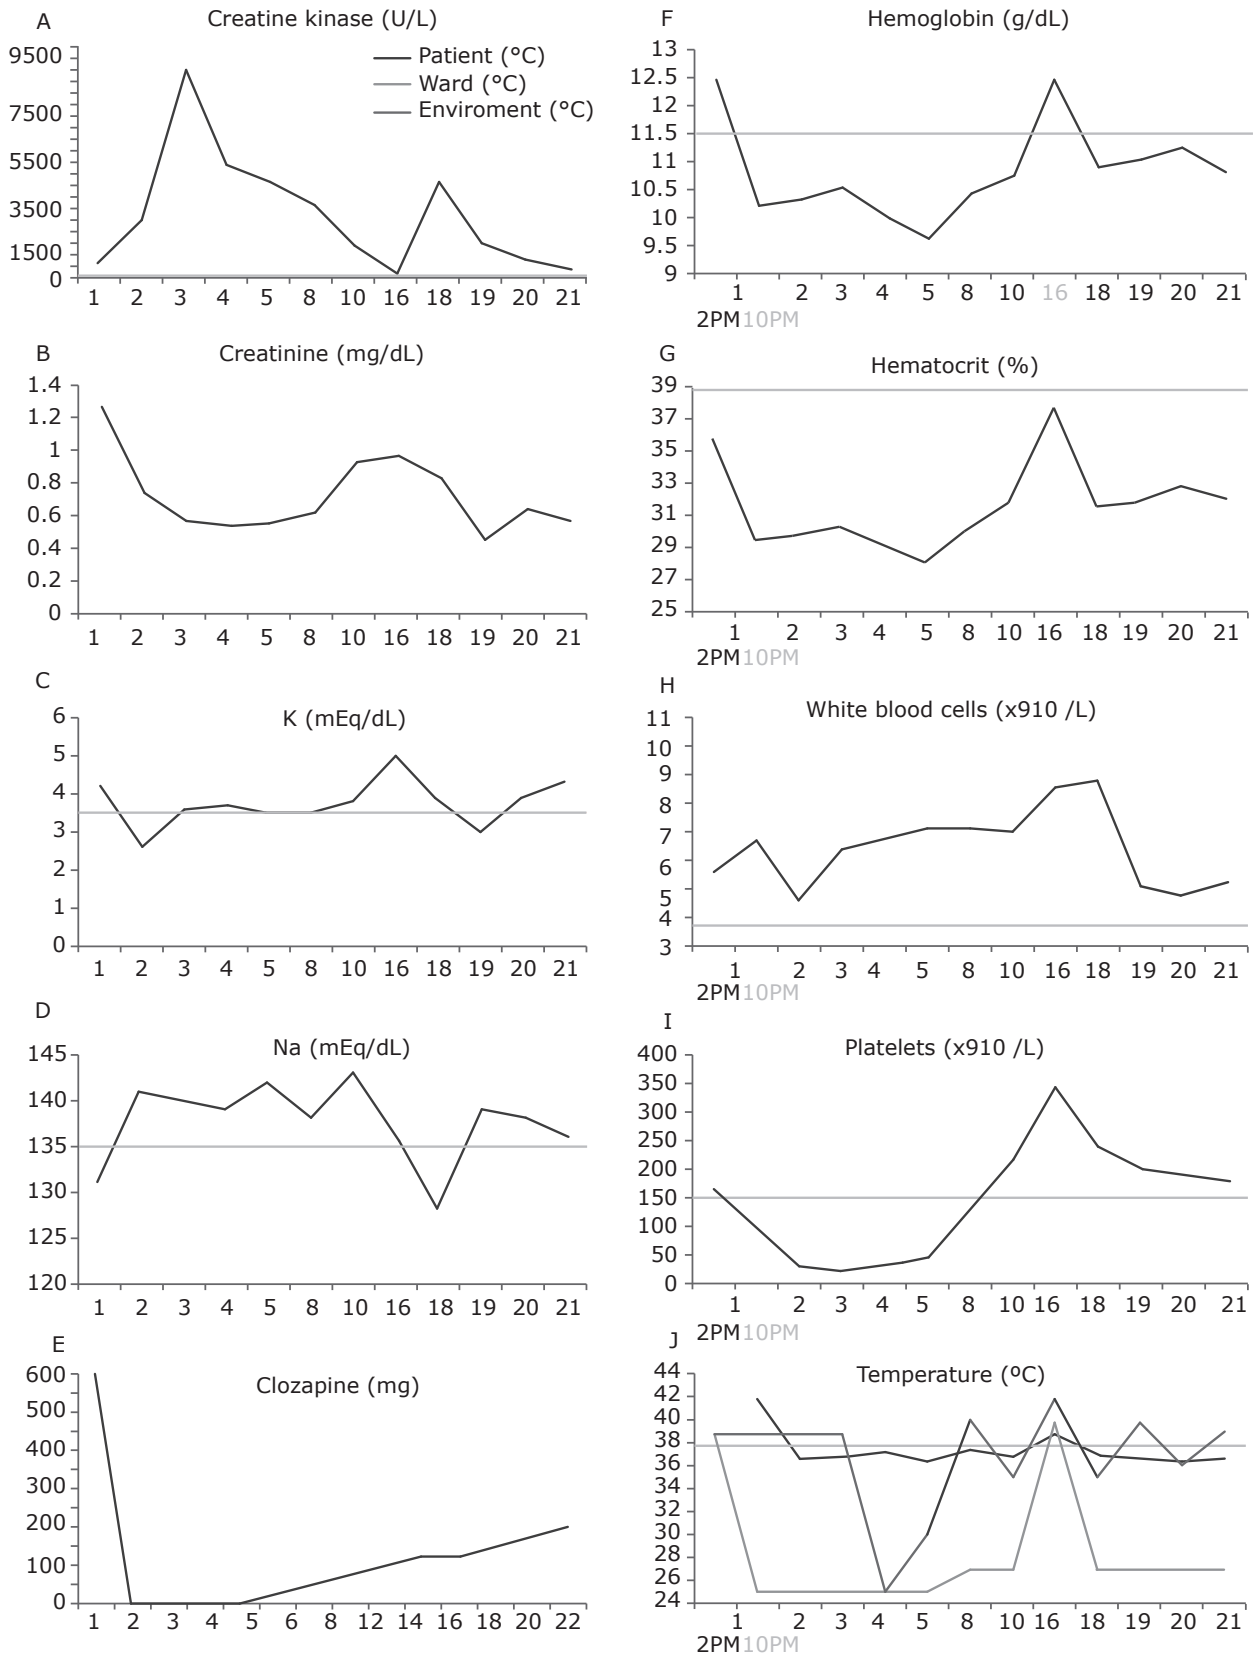 A
Creatine kinase (U/L)
9500
7500
5500
3500
1500
0
Patient (°C)
Ward (°C)
Enviroment (°C)
1 2 3 4 5 8 10 16 18 19 20 21
B
Creatinine (mg/dL)
1.4
1.2
1
0.8
0.6
0.4
0.2
0
1 2 3 4 5 8 10 16 18 19 20 21
C
K (mEq/dL)
6
5
4
3
2
1
0
1 2 3 4 5 8 10 16 18 19 20 21
D
Na (mEq/dL)
145
140
135
130
125
120
1 2 3 4 5 8 10 16 18 19 20 21
E
Clozapine (mg)
600
500
400
300
200
100
0
1 2 3 4 5 6 8 12 14 16 18 20 22
F
Hemoglobin (g/dL)
13
12.5
12
11.5
11
10.5
10
9.5
9
1 2 3 4 5 8 10 16 18 19 20 21
2PM 10PM
G
Hematocrit (%)
39
37
35
33
31
29
27
25
1 2 3 4 5 8 10 16 18 19 20 21
2PM 10PM
H
White blood cells (x910 /L)
11
10
9
8
7
6
5
4
3
1 2 3 4 5 8 10 16 18 19 20 21
2PM 10PM
I
Platelets (x910 /L)
400
350
300
250
200
150
100
50
0
1 2 3 4 5 8 10 16 18 19 20 21
2PM 10PM
J
Temperature (ºC)
44
42
40
38
36
34
30
28
26
24
1 2 3 4 5 8 10 16 18 19 20 21
2PM 10PM